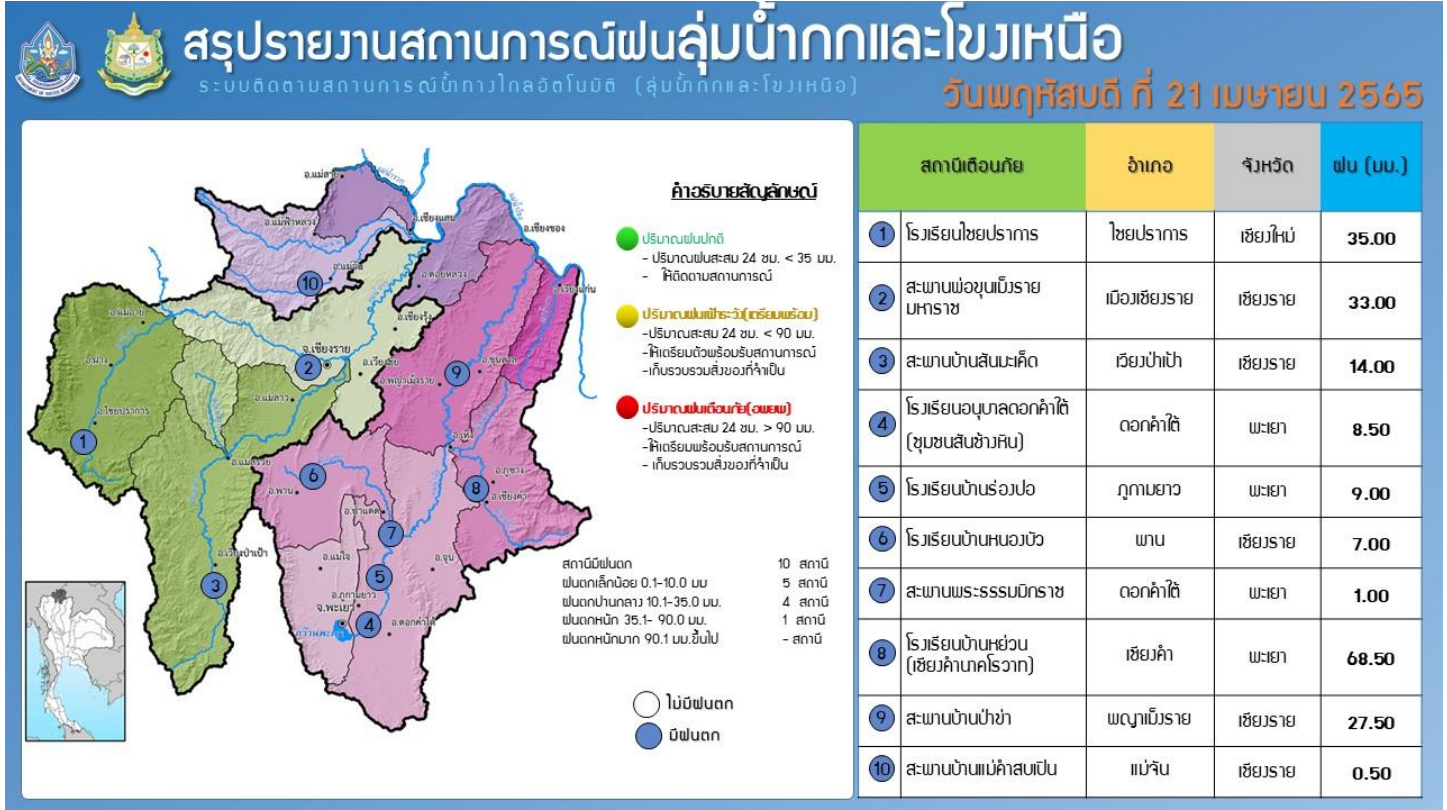 สรุปรายงานสถานการณ์ฝนลุ่มน้ำกกและโขงเหนือ
ระบบติดตามสถานการณ์น้ำทางไกลอัตโนมัติ (ลุ่มน้ำกกและโขงเหนือ)
วันพฤหัสบดี ที่ 21 เมษายน 2565
คำอธิบายสัญลักษณ์
ปริมาณฝนปกติ
- ปริมาณฝนสะสม 24 ชม. < 35 มม.
- ให้ติดตามสถานการณ์
ปริมาณฝนเฝ้าระวัง(เตรียมพร้อม)
-ปริมาณสะสม 24 ชม. < 90 มม.
-ให้เตรียมตัวพร้อมรับสถานการณ์
-เก็บรวบรวมสิ่งของที่จำเป็น
ปริมาณฝนเตือนภัย(อพยพ)
-ปริมาณสะสม 24 ชม. > 90 มม.
-ให้เตรียมพร้อมรับสถานการณ์
- เก็บรวบรวมสิ่งของที่จำเป็น
อ.แม่สาย
อ.แม่ฟ้าหลวง
อ.เชียงแสน
อ.เชียงของ
10
อ.แม่จัน
อ.ดอยหลวง
อ.เวียงแก่น
อ.แม่อาย
อ.เชียงรุ้ง
จ.เชียงราย
2
อ.เวียงชัย
อ.ฝาง
9
อ.ขุนตาล
อ.พญาเม็งราย
อ.แม่ลาว
อ.ไชยปราการ
1
อ.เทิง
อ.แม่สรวย
6
อ.พาน
อ.ภูซาง
8
อ.เชียงคำ
อ.ป่าแดด
7
อ.เวียงป่าเป้า
3
อ.แม่ใจ
5
อ.จุน
อ.ภูกามยาว
จ.พะเยา
4
อ.ดอกคำใต้
กว๊านพะเยา
สถานีมีฝนตก 10 สถานี
ฝนตกเล็กน้อย 0.1-10.0 มม 5 สถานี
ฝนตกปานกลาง 10.1-35.0 มม. 4 สถานี
ฝนตกหนัก 35.1- 90.0 มม. 1 สถานี
ฝนตกหนักมาก 90.1 มม.ขึ้นไป - สถานี
ไม่มีฝนตก
มีฝนตก
สถานีเตือนภัย อำเภอ จังหวัด ฝน (มม.)
1 โรงเรียนไชยปราการ ไชยปราการ เชียงใหม่ 35.00
2 สะพานพ่อขุนเม็งราย
มหาราช เมืองเชียงราย เชียงราย 33.00
3 สะพานบ้านสันมะเค็ด เวียงป่าเป้า เชียงราย 14.00
4 โรงเรียนอนุบาลดอกคำใต้
(ชุมชนสันช้างหิน) ดอกคำใต้ พะเยา 8.50
5 โรงเรียนบ้านร่องปอ ภูกามยาว พะเยา 9.00
6 โรงเรียนบ้านหนองบัว พาน เชียงราย 7.00
7 สะพานพระธรรมมิกราช ดอกคำใต้ พะเยา 1.00
8 โรงเรียนบ้านหย่วน
(เชียงคำนาคโรวาท) เชียงคำ พะเยา 68.50
9 สะพานบ้านป่าข่า พญาเม็งราย เชียงราย 27.50
10 สะพานบ้านแม่คำสบเปิน แม่จัน เชียงราย 0.50